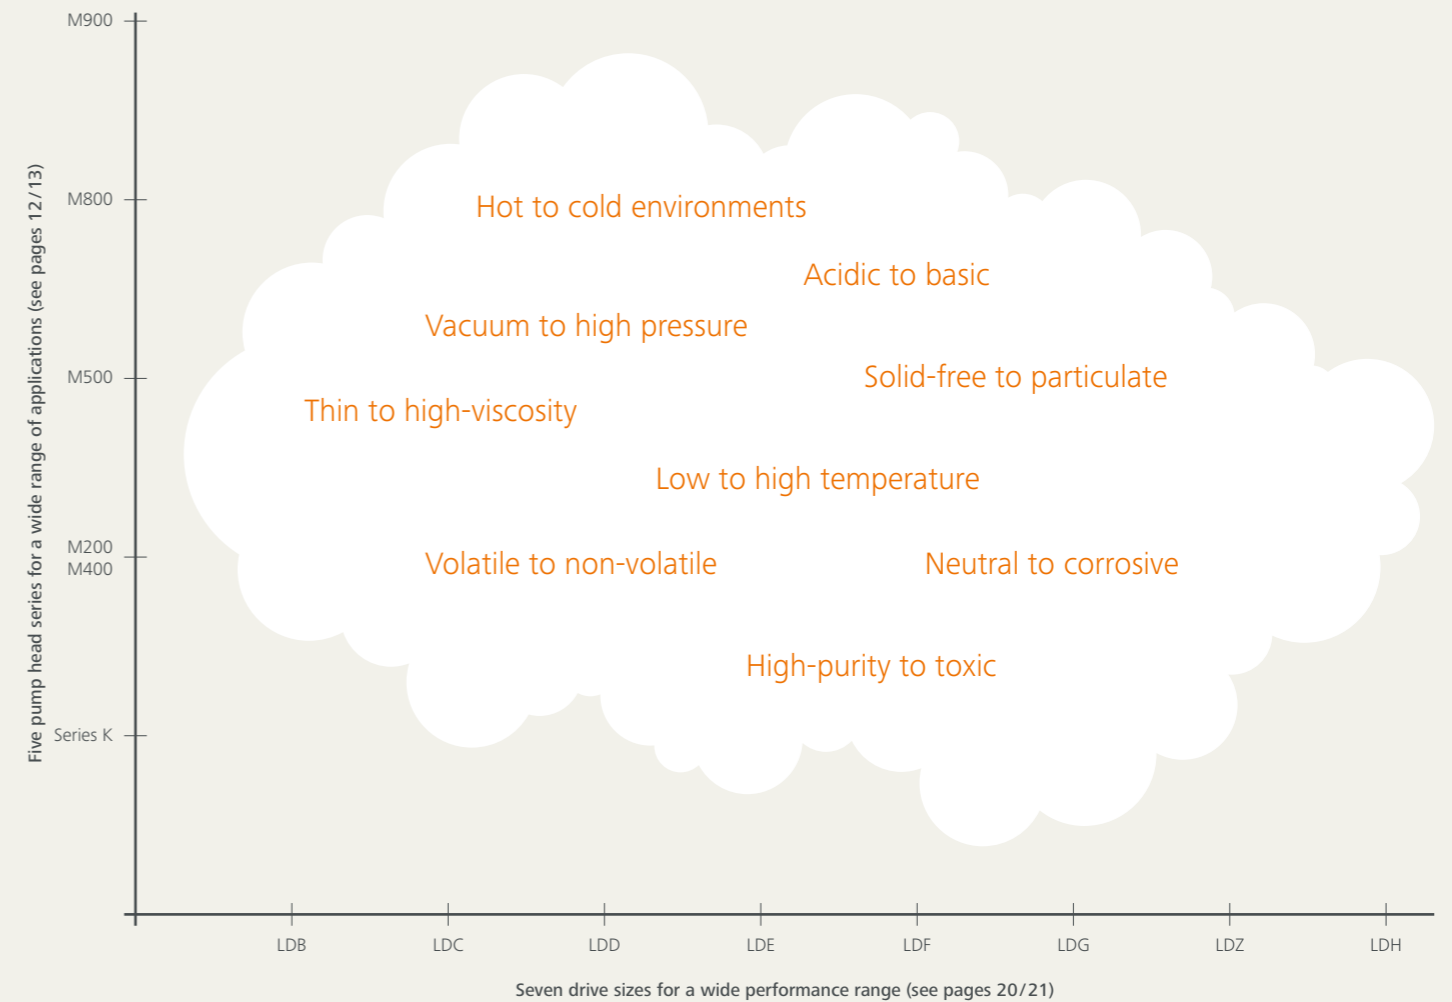 M900
M800
M500
M200
M400
Series K
Five pump head series for a wide range of applications (see pages 12/13)
Hot to cold environments
Acidic to basic
Vacuum to high pressure
Solid-free to particulate
Thin to high-viscosity
Low to high temperature
Volatile to non-volatile
Neutral to corrosive
High-purity to toxic
LDB
LDC
LDD
LDE
LDF
LDG
LDZ
LDH
Seven drive sizes for a wide performance range (see pages 20/21)